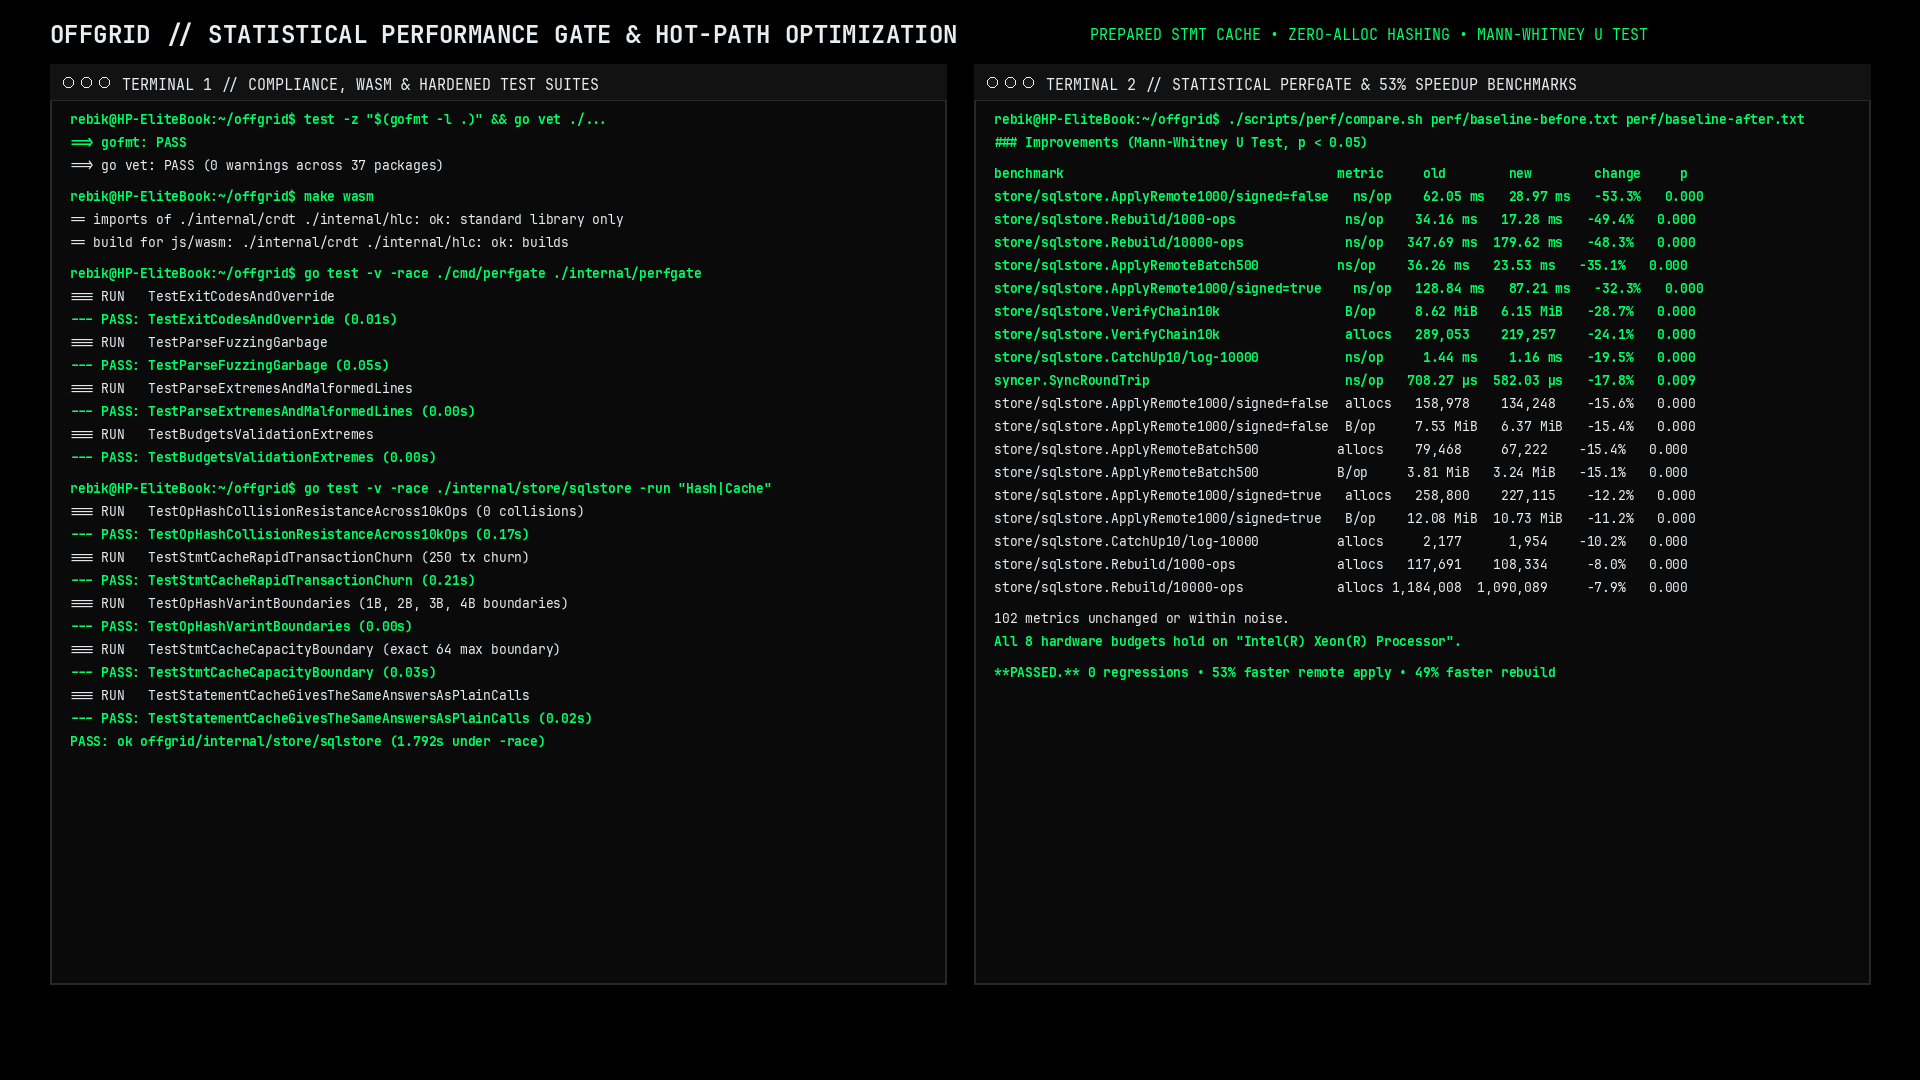 OFFGRID // STATISTICAL PERFORMANCE GATE & HOT-PATH OPTIMIZATION
PREPARED STMT CACHE • ZERO-ALLOC HASHING • MANN-WHITNEY U TEST
TERMINAL 1 // COMPLIANCE, WASM & HARDENED TEST SUITES
rebik@HP-EliteBook:~/offgrid$ test -z "$(gofmt -l .)" && go vet ./...
==> gofmt: PASS
==> go vet: PASS (0 warnings across 37 packages)
rebik@HP-EliteBook:~/offgrid$ make wasm
== imports of ./internal/crdt ./internal/hlc: ok: standard library only
== build for js/wasm: ./internal/crdt ./internal/hlc: ok: builds
rebik@HP-EliteBook:~/offgrid$ go test -v -race ./cmd/perfgate ./internal/perfgate
=== RUN   TestExitCodesAndOverride
--- PASS: TestExitCodesAndOverride (0.01s)
=== RUN   TestParseFuzzingGarbage
--- PASS: TestParseFuzzingGarbage (0.05s)
=== RUN   TestParseExtremesAndMalformedLines
--- PASS: TestParseExtremesAndMalformedLines (0.00s)
=== RUN   TestBudgetsValidationExtremes
--- PASS: TestBudgetsValidationExtremes (0.00s)
rebik@HP-EliteBook:~/offgrid$ go test -v -race ./internal/store/sqlstore -run "Hash|Cache"
=== RUN   TestOpHashCollisionResistanceAcross10kOps (0 collisions)
--- PASS: TestOpHashCollisionResistanceAcross10kOps (0.17s)
=== RUN   TestStmtCacheRapidTransactionChurn (250 tx churn)
--- PASS: TestStmtCacheRapidTransactionChurn (0.21s)
=== RUN   TestOpHashVarintBoundaries (1B, 2B, 3B, 4B boundaries)
--- PASS: TestOpHashVarintBoundaries (0.00s)
=== RUN   TestStmtCacheCapacityBoundary (exact 64 max boundary)
--- PASS: TestStmtCacheCapacityBoundary (0.03s)
=== RUN   TestStatementCacheGivesTheSameAnswersAsPlainCalls
--- PASS: TestStatementCacheGivesTheSameAnswersAsPlainCalls (0.02s)
PASS: ok offgrid/internal/store/sqlstore (1.792s under -race)
TERMINAL 2 // STATISTICAL PERFGATE & 53% SPEEDUP BENCHMARKS
rebik@HP-EliteBook:~/offgrid$ ./scripts/perf/compare.sh perf/baseline-before.txt perf/baseline-after.txt
### Improvements (Mann-Whitney U Test, p < 0.05)
benchmark metric old new change p
store/sqlstore.ApplyRemote1000/signed=false ns/op 62.05 ms 28.97 ms -53.3% 0.000
store/sqlstore.Rebuild/1000-ops ns/op 34.16 ms 17.28 ms -49.4% 0.000
store/sqlstore.Rebuild/10000-ops ns/op 347.69 ms 179.62 ms -48.3% 0.000
store/sqlstore.ApplyRemoteBatch500 ns/op 36.26 ms 23.53 ms -35.1% 0.000
store/sqlstore.ApplyRemote1000/signed=true ns/op 128.84 ms 87.21 ms -32.3% 0.000
store/sqlstore.VerifyChain10k B/op 8.62 MiB 6.15 MiB -28.7% 0.000
store/sqlstore.VerifyChain10k allocs 289,053 219,257 -24.1% 0.000
store/sqlstore.CatchUp10/log-10000 ns/op 1.44 ms 1.16 ms -19.5% 0.000
syncer.SyncRoundTrip ns/op 708.27 µs 582.03 µs -17.8% 0.009
store/sqlstore.ApplyRemote1000/signed=false allocs 158,978 134,248 -15.6% 0.000
store/sqlstore.ApplyRemote1000/signed=false B/op 7.53 MiB 6.37 MiB -15.4% 0.000
store/sqlstore.ApplyRemoteBatch500 allocs 79,468 67,222 -15.4% 0.000
store/sqlstore.ApplyRemoteBatch500 B/op 3.81 MiB 3.24 MiB -15.1% 0.000
store/sqlstore.ApplyRemote1000/signed=true allocs 258,800 227,115 -12.2% 0.000
store/sqlstore.ApplyRemote1000/signed=true B/op 12.08 MiB 10.73 MiB -11.2% 0.000
store/sqlstore.CatchUp10/log-10000 allocs 2,177 1,954 -10.2% 0.000
store/sqlstore.Rebuild/1000-ops allocs 117,691 108,334 -8.0% 0.000
store/sqlstore.Rebuild/10000-ops allocs 1,184,008 1,090,089 -7.9% 0.000
102 metrics unchanged or within noise.
All 8 hardware budgets hold on "Intel(R) Xeon(R) Processor".
**PASSED.** 0 regressions • 53% faster remote apply • 49% faster rebuild